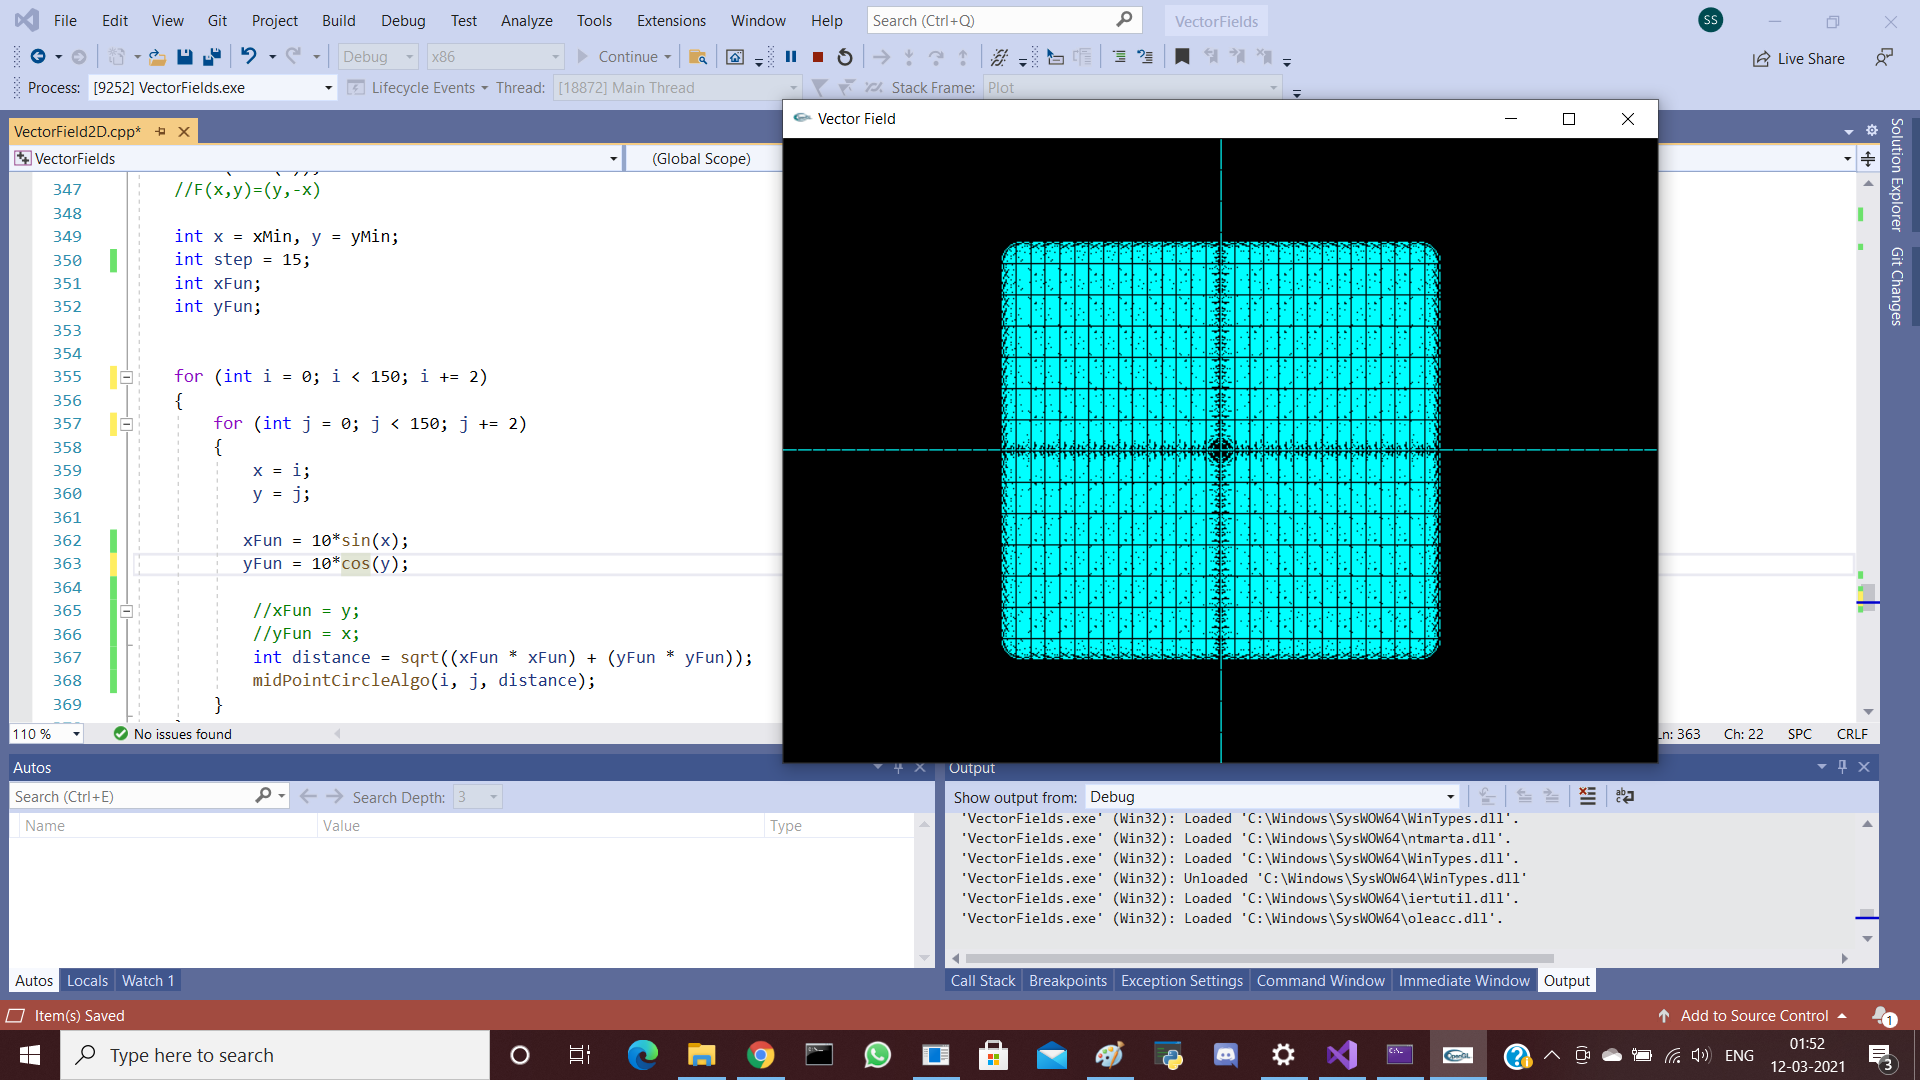 File Edit View Git Project Build Debug Test Analyze Tools Extensions Window Help Search (Ctrl+Q) VectorFields SS
Debug x86 Continue Live Share
Process: [9252] VectorFields.exe Lifecycle Events Thread: [18872] Main Thread Stack Frame: Plot
Vector Field
VectorField2D.cpp*
VectorFields (Global Scope)
347 //F(x,y)=(y,-x)
348
349 int x = xMin, y = yMin;
350 int step = 15;
351 int xFun;
352 int yFun;
353
354
355 for (int i = 0; i < 150; i += 2)
356 {
357 for (int j = 0; j < 150; j += 2)
358 {
359 x = i;
360 y = j;
361
362 xFun = 10*sin(x);
363 yFun = 10*cos(y);
364
365 //xFun = y;
366 //yFun = x;
367 int distance = sqrt((xFun * xFun) + (yFun * yFun));
368 midPointCircleAlgo(i, j, distance);
369 }
110 % No issues found Ln: 363 Ch: 22 SPC CRLF
Solution Explorer
Git Changes
Autos
Search (Ctrl+E) Search Depth: 3
Name Value Type
Autos Locals Watch 1
Output
Show output from: Debug
'VectorFields.exe' (Win32): Loaded 'C:\Windows\SysWOW64\WinTypes.dll'.
'VectorFields.exe' (Win32): Loaded 'C:\Windows\SysWOW64\ntmarta.dll'.
'VectorFields.exe' (Win32): Loaded 'C:\Windows\SysWOW64\WinTypes.dll'.
'VectorFields.exe' (Win32): Unloaded 'C:\Windows\SysWOW64\WinTypes.dll'
'VectorFields.exe' (Win32): Loaded 'C:\Windows\SysWOW64\iertutil.dll'.
'VectorFields.exe' (Win32): Loaded 'C:\Windows\SysWOW64\oleacc.dll'.
Call Stack Breakpoints Exception Settings Command Window Immediate Window Output
Item(s) Saved Add to Source Control 1
Type here to search OpenGL ENG 01:52
12-03-2021 3